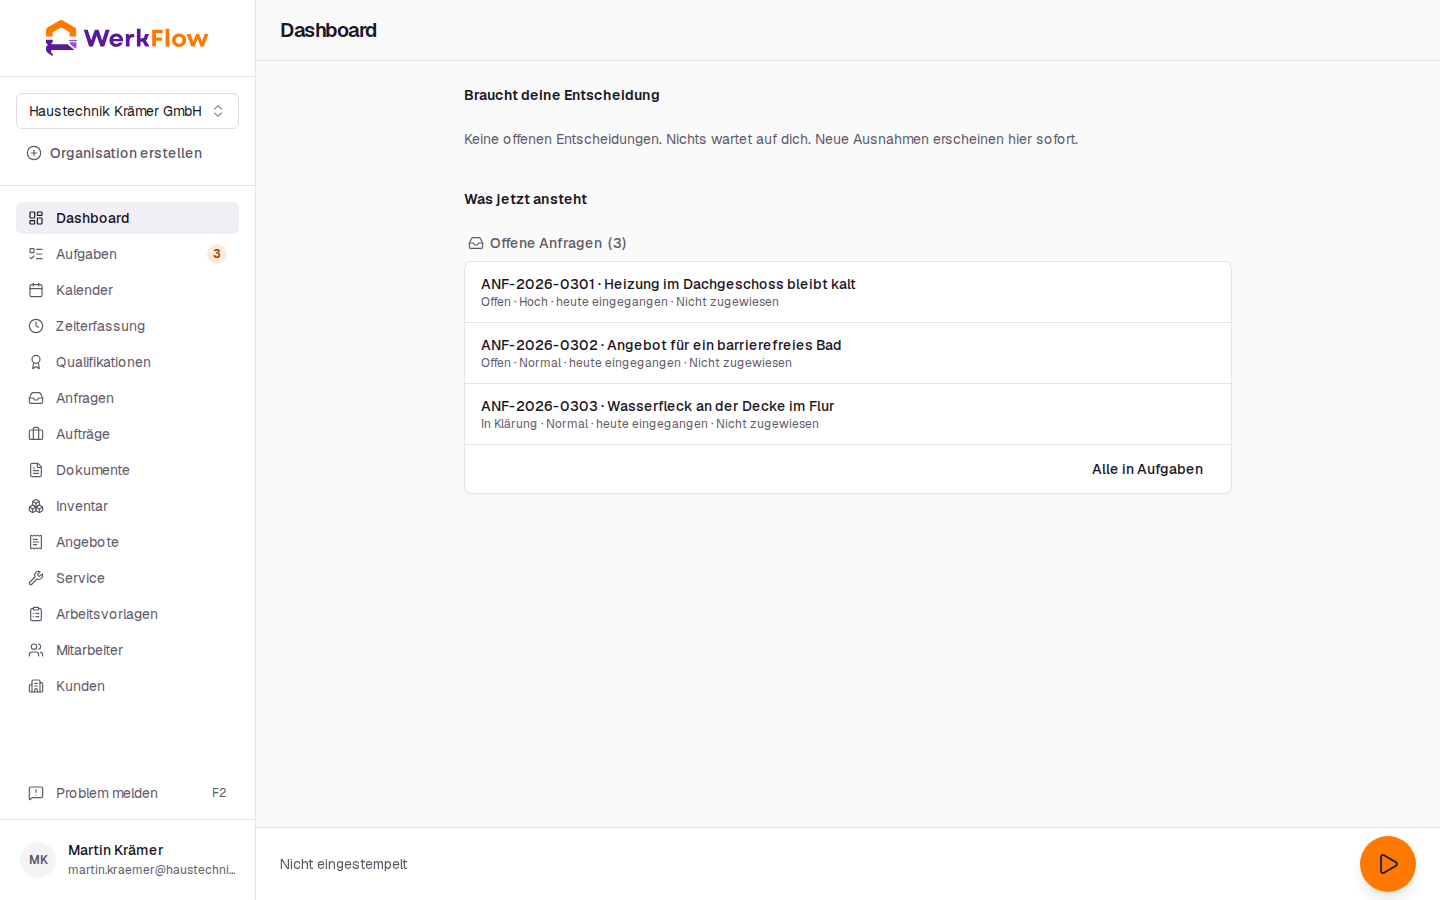 WerkFlow
Haustechnik Krämer GmbH
Organisation erstellen
Dashboard
Aufgaben 3
Kalender
Zeiterfassung
Qualifikationen
Anfragen
Aufträge
Dokumente
Inventar
Angebote
Service
Arbeitsvorlagen
Mitarbeiter
Kunden
Problem melden F2
MK
Martin Krämer
martin.kraemer@haustechni...
Dashboard
Braucht deine Entscheidung
Keine offenen Entscheidungen. Nichts wartet auf dich. Neue Ausnahmen erscheinen hier sofort.
Was jetzt ansteht
Offene Anfragen (3)
ANF-2026-0301 · Heizung im Dachgeschoss bleibt kalt
Offen · Hoch · heute eingegangen · Nicht zugewiesen
ANF-2026-0302 · Angebot für ein barrierefreies Bad
Offen · Normal · heute eingegangen · Nicht zugewiesen
ANF-2026-0303 · Wasserfleck an der Decke im Flur
In Klärung · Normal · heute eingegangen · Nicht zugewiesen
Alle in Aufgaben
Nicht eingestempelt